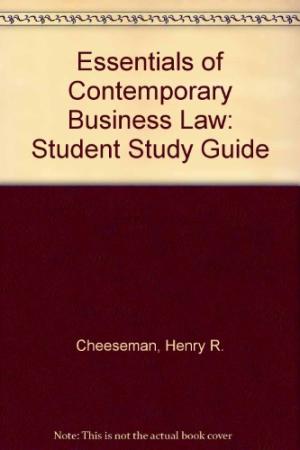 Essentials of
Contemporary
Business Law:
Student Study Guide
Cheeseman, Henry R.
Note: This is not the actual book cover